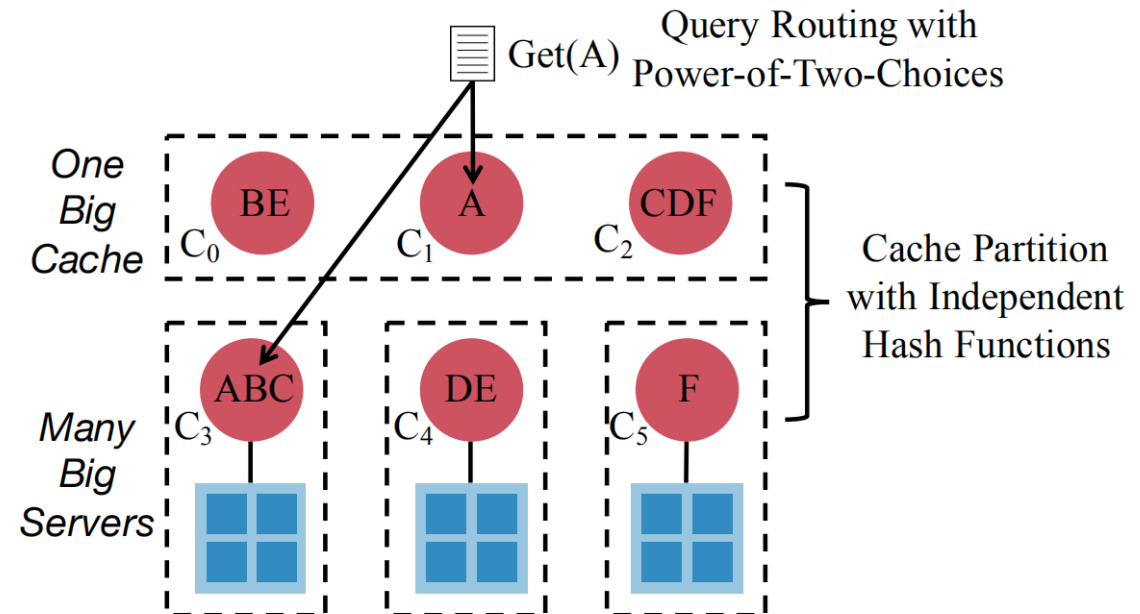 Get(A)
Query Routing with
Power-of-Two-Choices
One
Big
Cache
BE
C₀
A
C₁
CDF
C₂
Cache Partition
with Independent
Hash Functions
Many
Big
Servers
ABC
C₃
DE
C₄
F
C₅